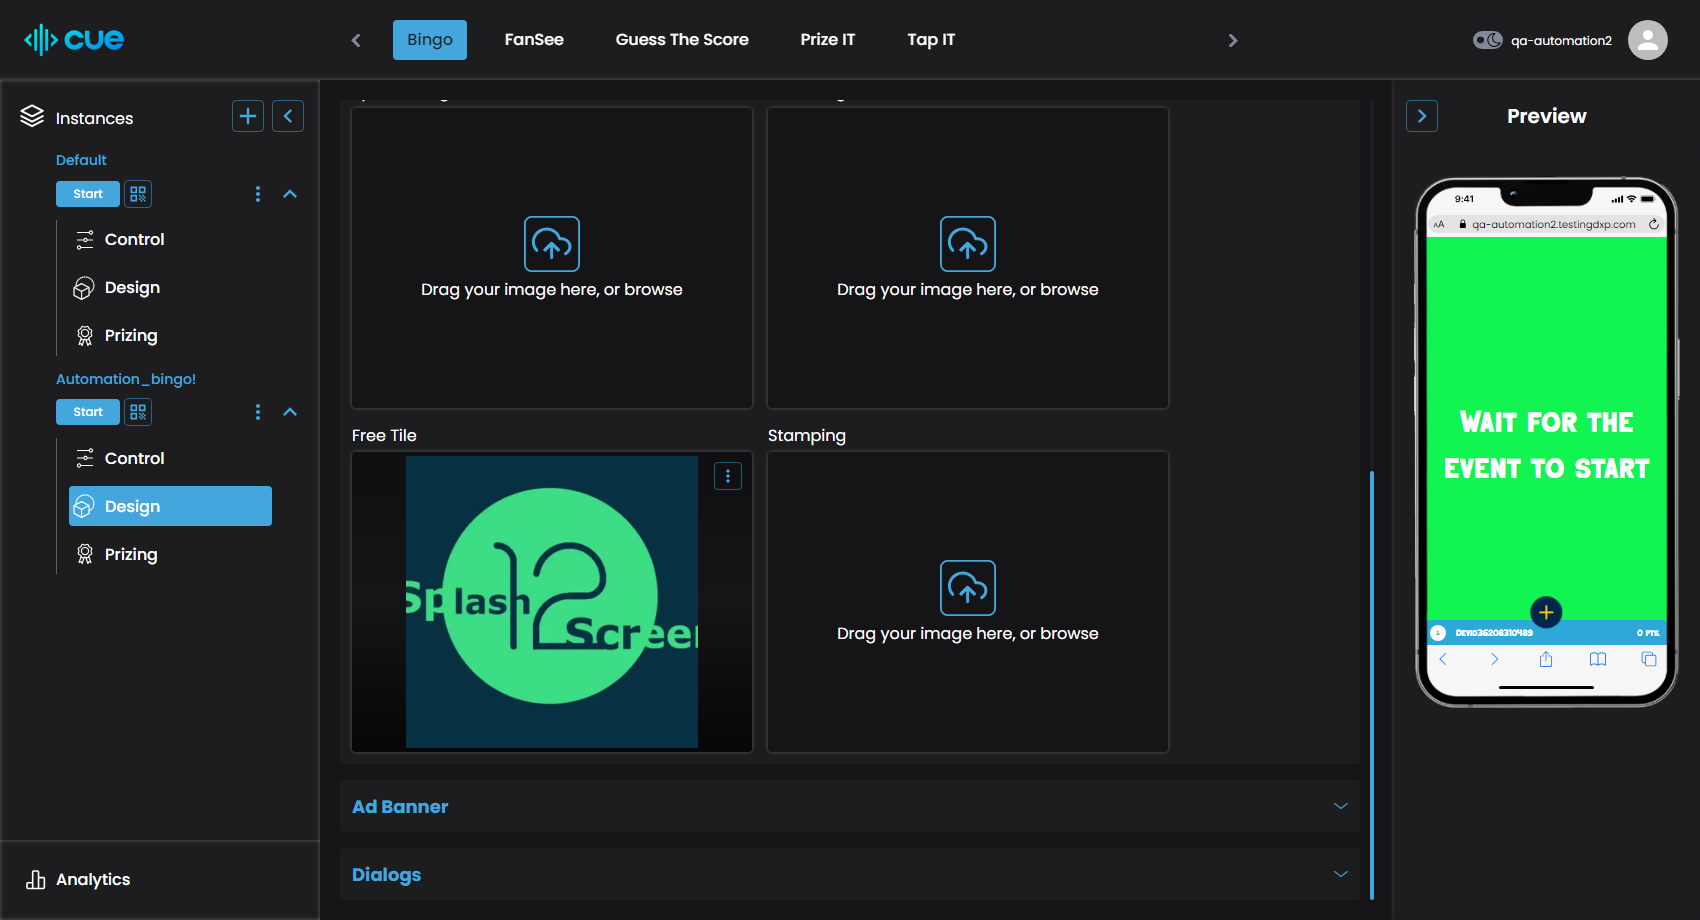 cue
Bingo
FanSee
Guess The Score
Prize IT
Tap IT
qa-automation2
Instances
Default
Start
Control
Design
Prizing
Automation_bingo!
Start
Control
Design
Prizing
Analytics
Drag your image here, or browse
Drag your image here, or browse
Free Tile
Stamping
Splash
12
Screen
Drag your image here, or browse
Ad Banner
Dialogs
Preview
9:41
AA
qa-automation2.testingdxp.com
Wait for the
event to start
DEVID36208310489
0 PTS.